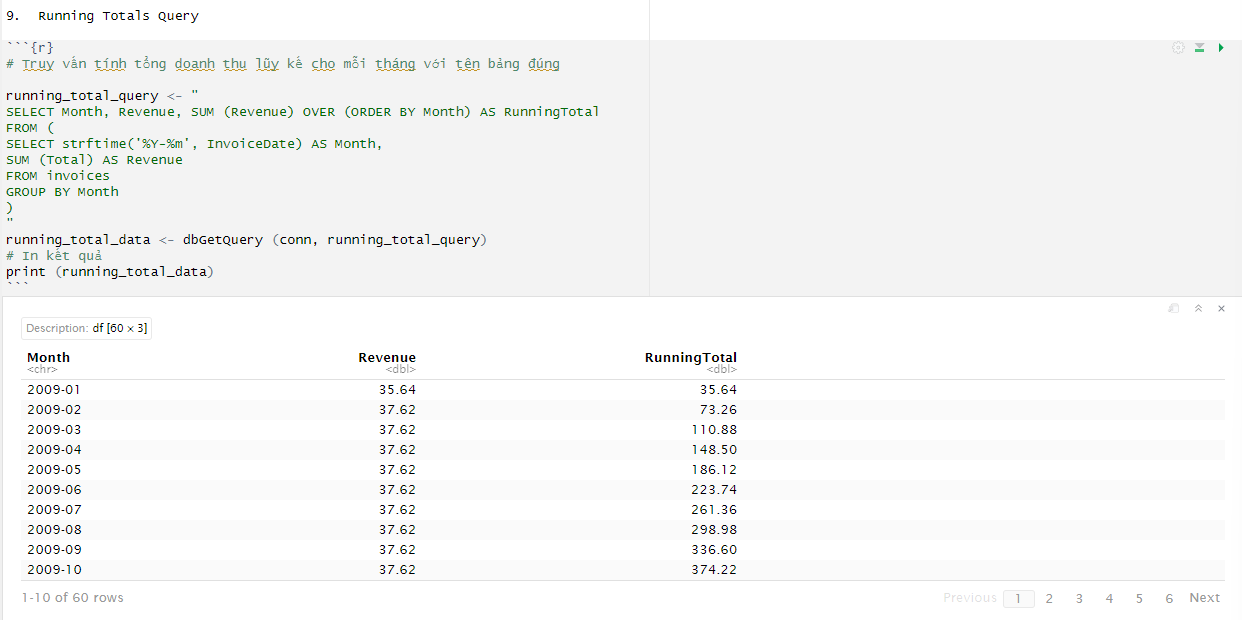 9.  Running Totals Query
```{r}
# Truy vấn tính tổng doanh thu lũy kế cho mỗi tháng với tên bảng đúng
running_total_query <- "
SELECT Month, Revenue, SUM (Revenue) OVER (ORDER BY Month) AS RunningTotal
FROM (
SELECT strftime('%Y-%m', InvoiceDate) AS Month,
SUM (Total) AS Revenue
FROM invoices
GROUP BY Month
)
"
running_total_data <- dbGetQuery (conn, running_total_query)
# In kết quả
print (running_total_data)
```
Description: df [60 × 3]
Month Revenue RunningTotal
<chr> <dbl> <dbl>
2009-01 35.64 35.64
2009-02 37.62 73.26
2009-03 37.62 110.88
2009-04 37.62 148.50
2009-05 37.62 186.12
2009-06 37.62 223.74
2009-07 37.62 261.36
2009-08 37.62 298.98
2009-09 37.62 336.60
2009-10 37.62 374.22
1-10 of 60 rows Previous 1 2 3 4 5 6 Next